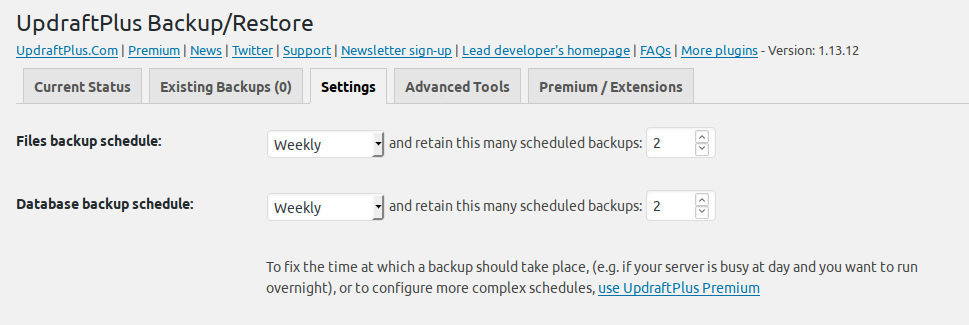 UpdraftPlus Backup/Restore
UpdraftPlus.Com | Premium | News | Twitter | Support | Newsletter sign-up | Lead developer's homepage | FAQs | More plugins - Version: 1.13.12
Current Status Existing Backups (0) Settings Advanced Tools Premium / Extensions
Files backup schedule: Weekly and retain this many scheduled backups: 2
Database backup schedule: Weekly and retain this many scheduled backups: 2
To fix the time at which a backup should take place, (e.g. if your server is busy at day and you want to run
overnight), or to configure more complex schedules, use UpdraftPlus Premium